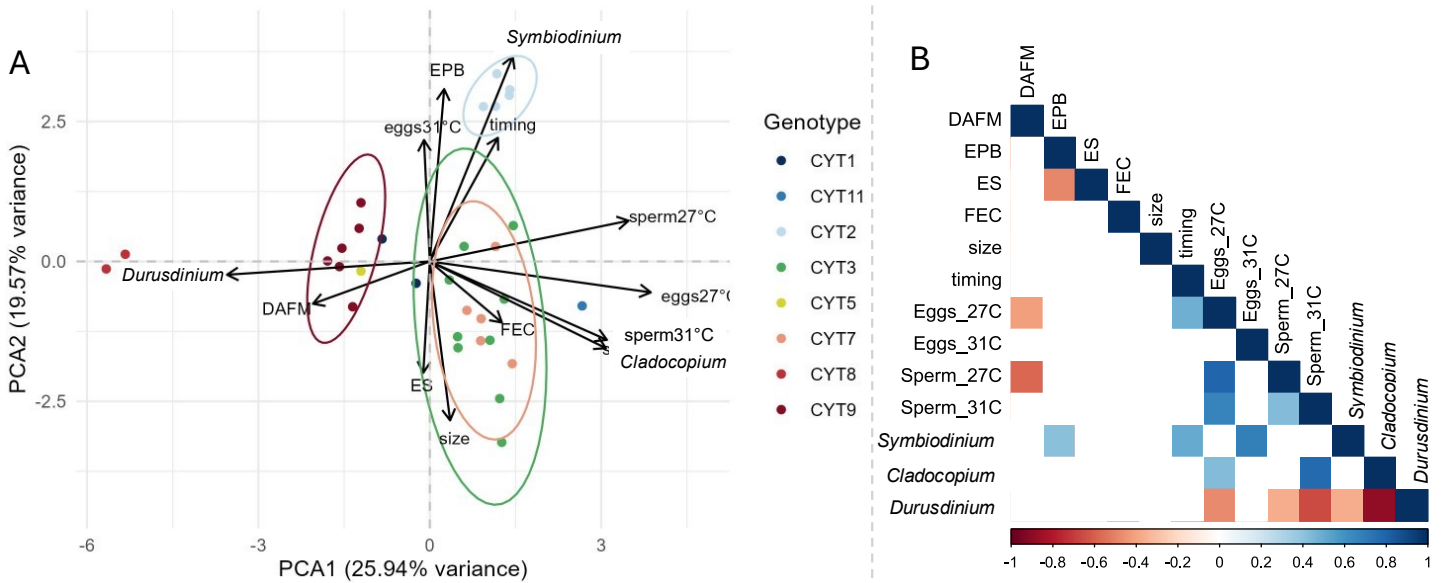 A
PCA2 (19.57% variance)
2.5
0.0
-2.5
-6
-3
0
3
PCA1 (25.94% variance)
Symbiodinium
EPB
eggs31°C
timing
sperm27°C
Durusdinium
DAFM
eggs27°C
FEC
sperm31°C
s
Cladocopium
ES
size
Genotype
CYT1
CYT11
CYT2
CYT3
CYT5
CYT7
CYT8
CYT9
B
DAFM
EPB
ES
FEC
size
timing
Eggs_27C
Eggs_31C
Sperm_27C
Sperm_31C
Symbiodinium
Cladocopium
Durusdinium
DAFM
EPB
ES
FEC
size
timing
Eggs_27C
Eggs_31C
Sperm_27C
Sperm_31C
Symbiodinium
Cladocopium
Durusdinium
-1 -0.8 -0.6 -0.4 -0.2 0 0.2 0.4 0.6 0.8 1